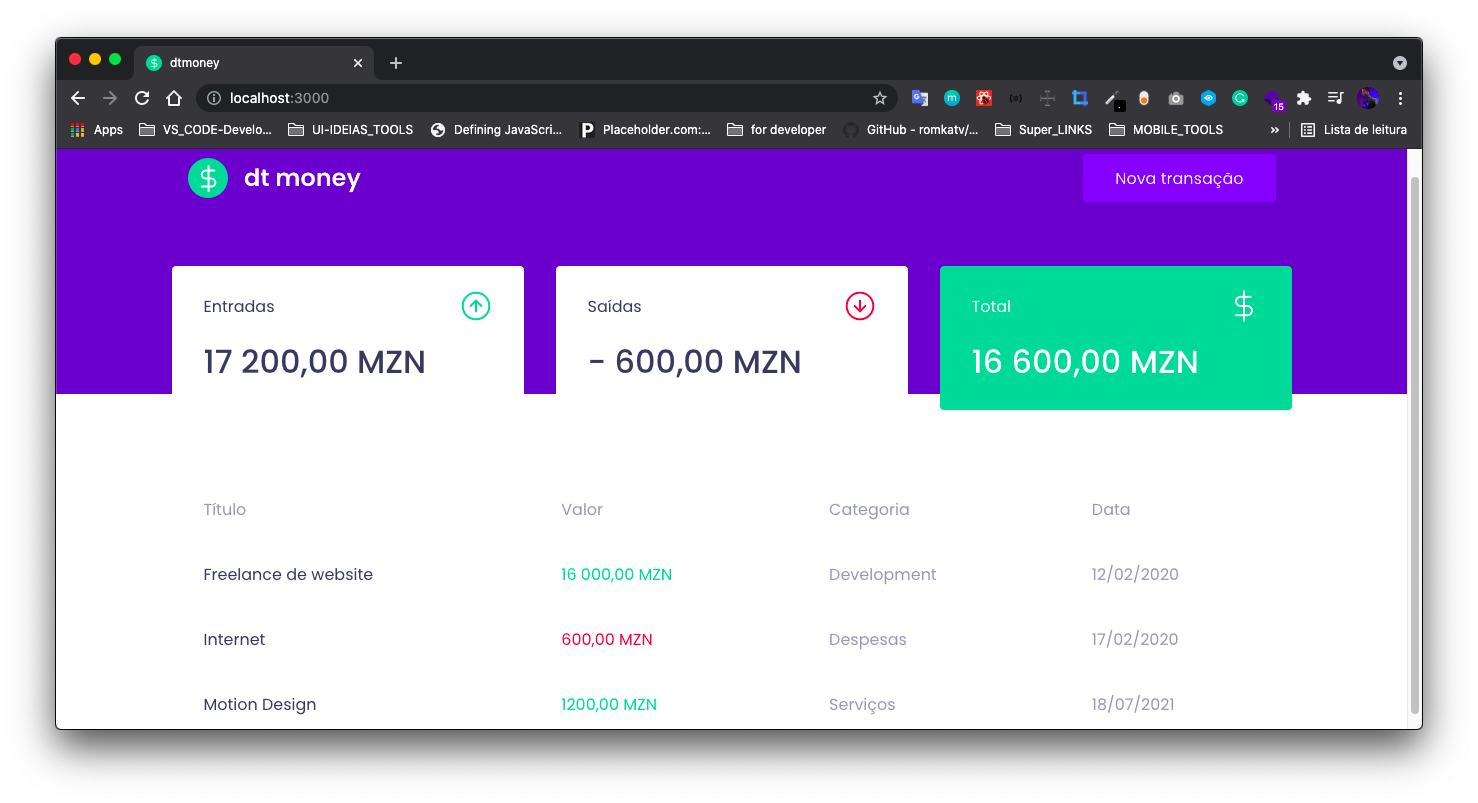 dtmoney
localhost:3000
Apps VS_CODE-Develo... UI-IDEIAS_TOOLS Defining JavaScri... Placeholder.com:... for developer GitHub - romkatv/... Super_LINKS MOBILE_TOOLS » Lista de leitura
15
$ dt money Nova transação
Entradas Saídas Total
17 200,00 MZN - 600,00 MZN 16 600,00 MZN
Título Valor Categoria Data
Freelance de website 16 000,00 MZN Development 12/02/2020
Internet 600,00 MZN Despesas 17/02/2020
Motion Design 1200,00 MZN Serviços 18/07/2021